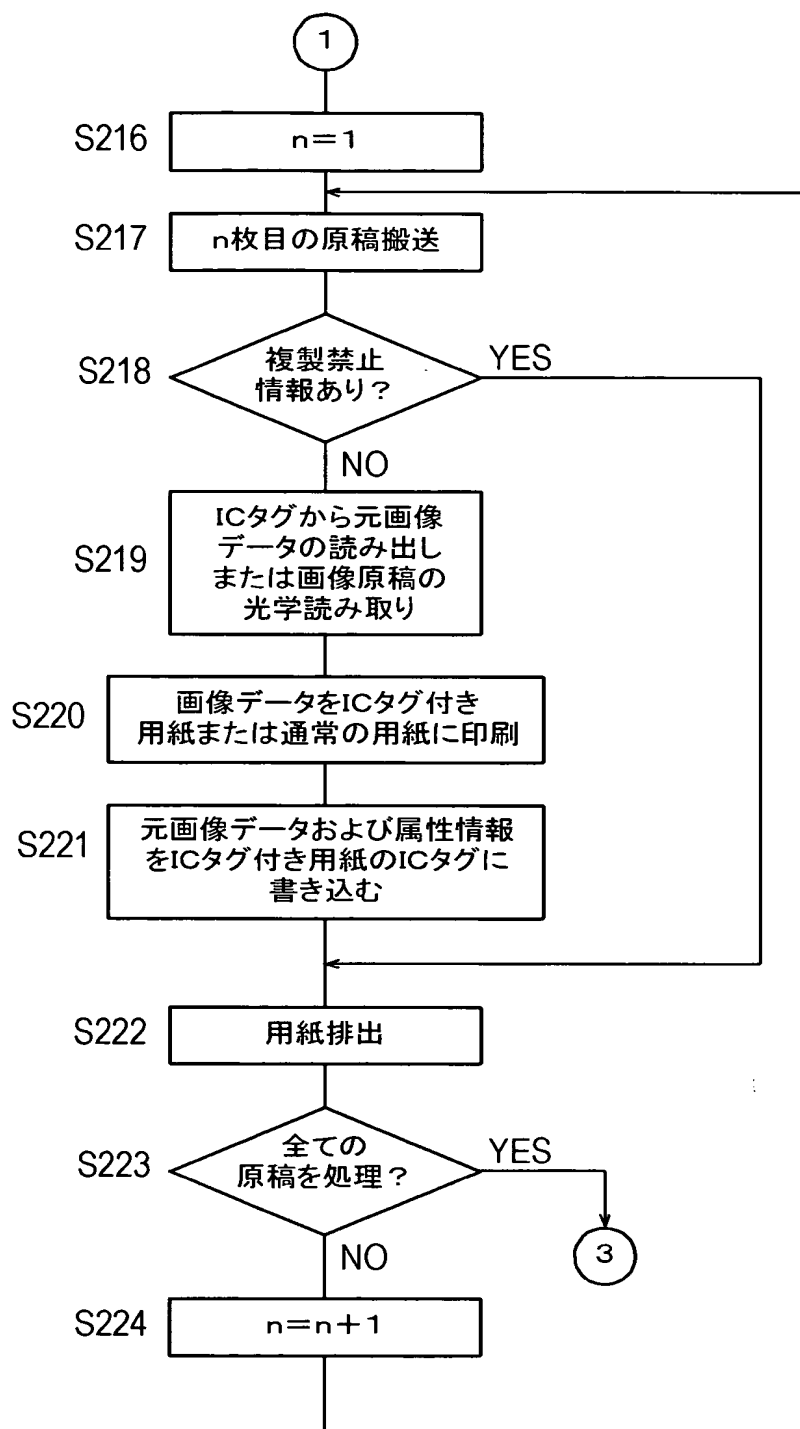 1
S216
n=1
S217
n枚目の原稿搬送
S218
複製禁止
情報あり?
YES
NO
S219
ICタグから元画像
データの読み出し
または画像原稿の
光学読み取り
S220
画像データをICタグ付き
用紙または通常の用紙に印刷
S221
元画像データおよび属性情報
をICタグ付き用紙のICタグに
書き込む
S222
用紙排出
S223
全ての
原稿を処理?
YES
NO
3
S224
n=n+1